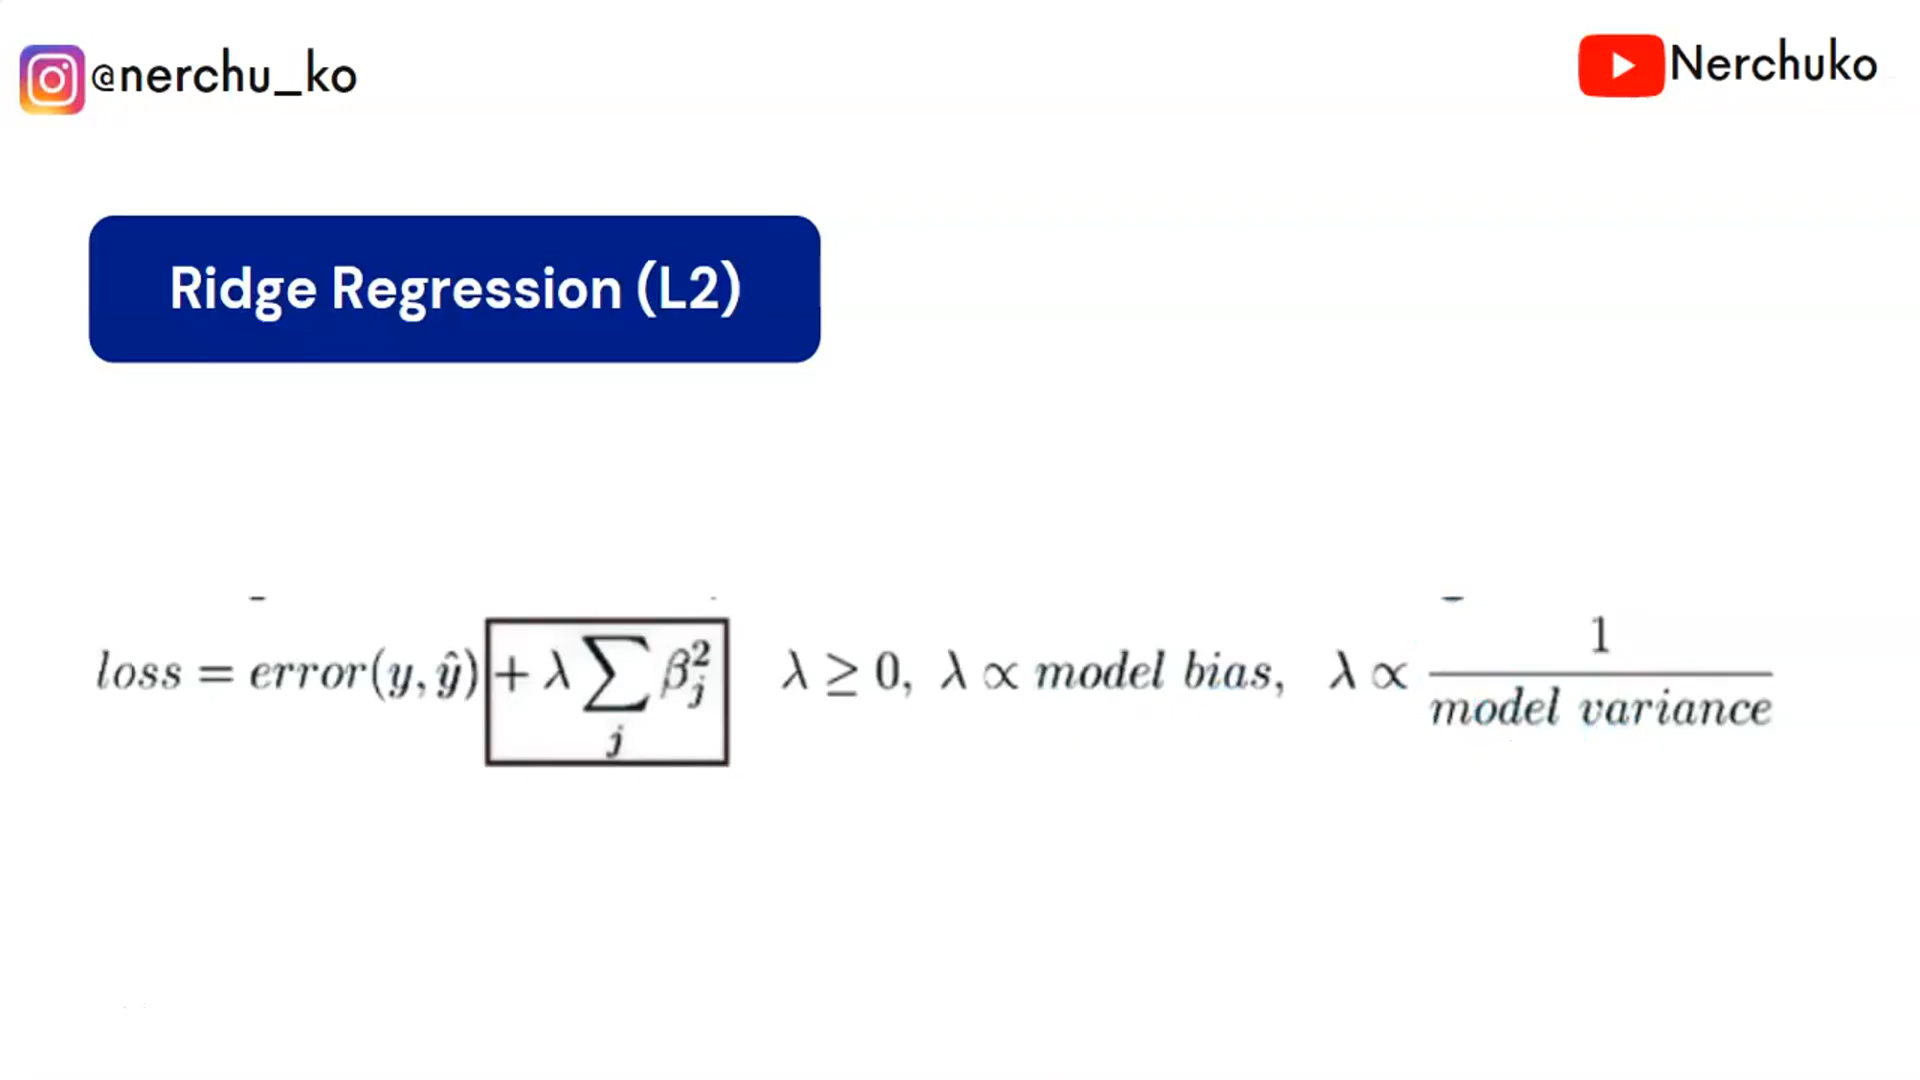 @nerchu_ko
Nerchuko
Ridge Regression (L2)
loss = error(y, ŷ) + λ ∑_j β_j^2   λ ≥ 0, λ ∝ model bias, λ ∝ 1 / model variance